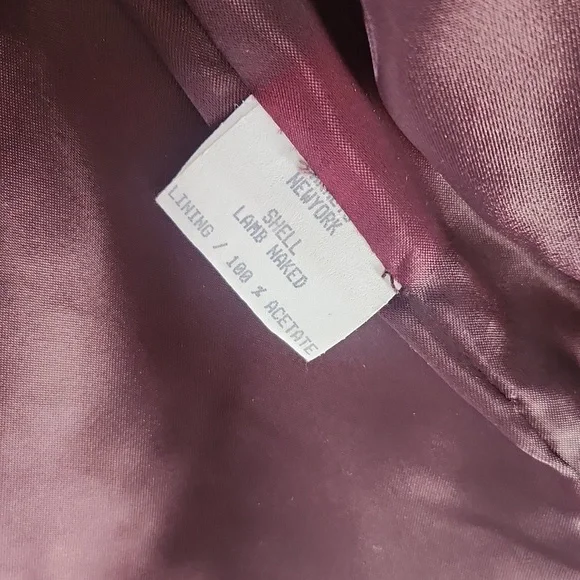 NEWYORK
SHELL
LAMB NAKED
LINING / 100 % ACETATE